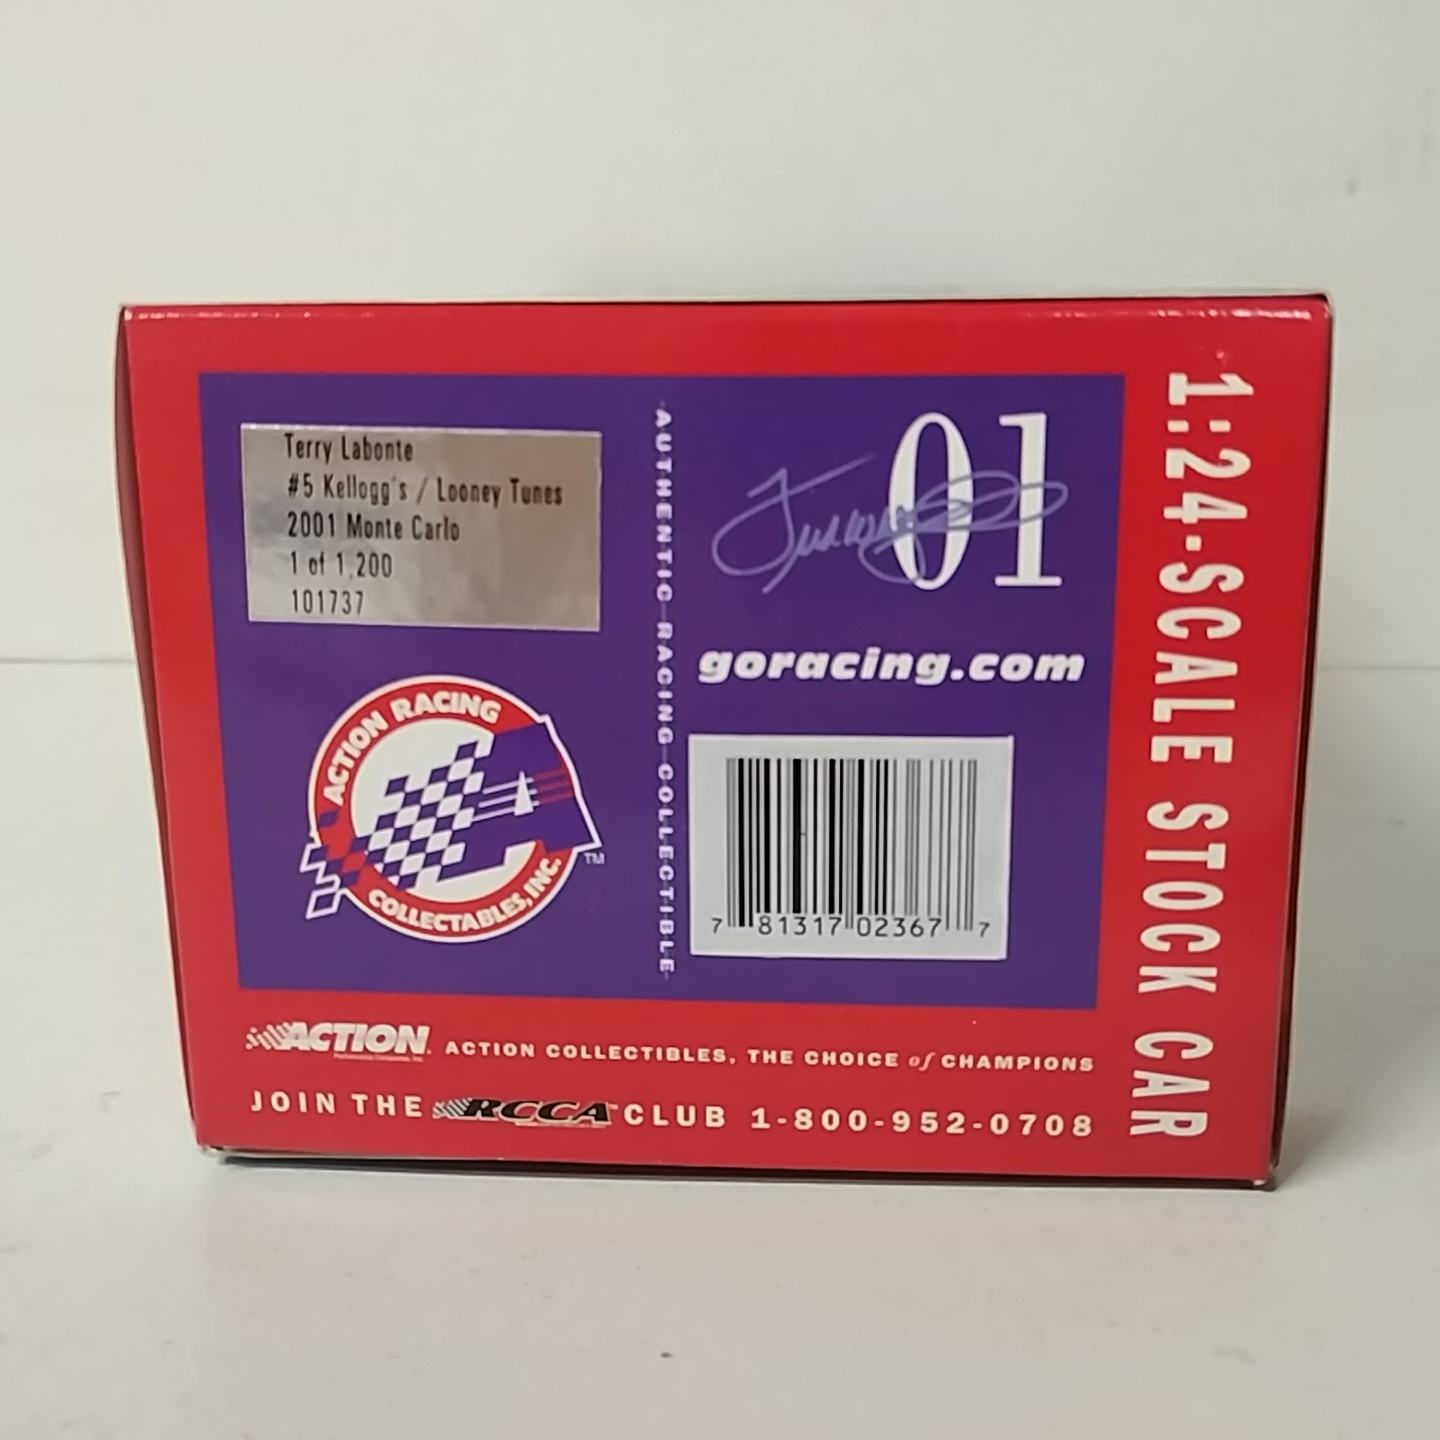 Terry Labonte
#5 Kellogg's / Looney Tunes
2001 Monte Carlo
1 of 1,200
101737
ACTION RACING
COLLECTABLES, INC.
TM
AUTHENTIC RACING COLLECTIBLE
01
goracing.com
7 81317 02367 7
1:24-SCALE STOCK CAR
ACTION
ACTION COLLECTIBLES, THE CHOICE of CHAMPIONS
JOIN THE RCCA CLUB 1-800-952-0708